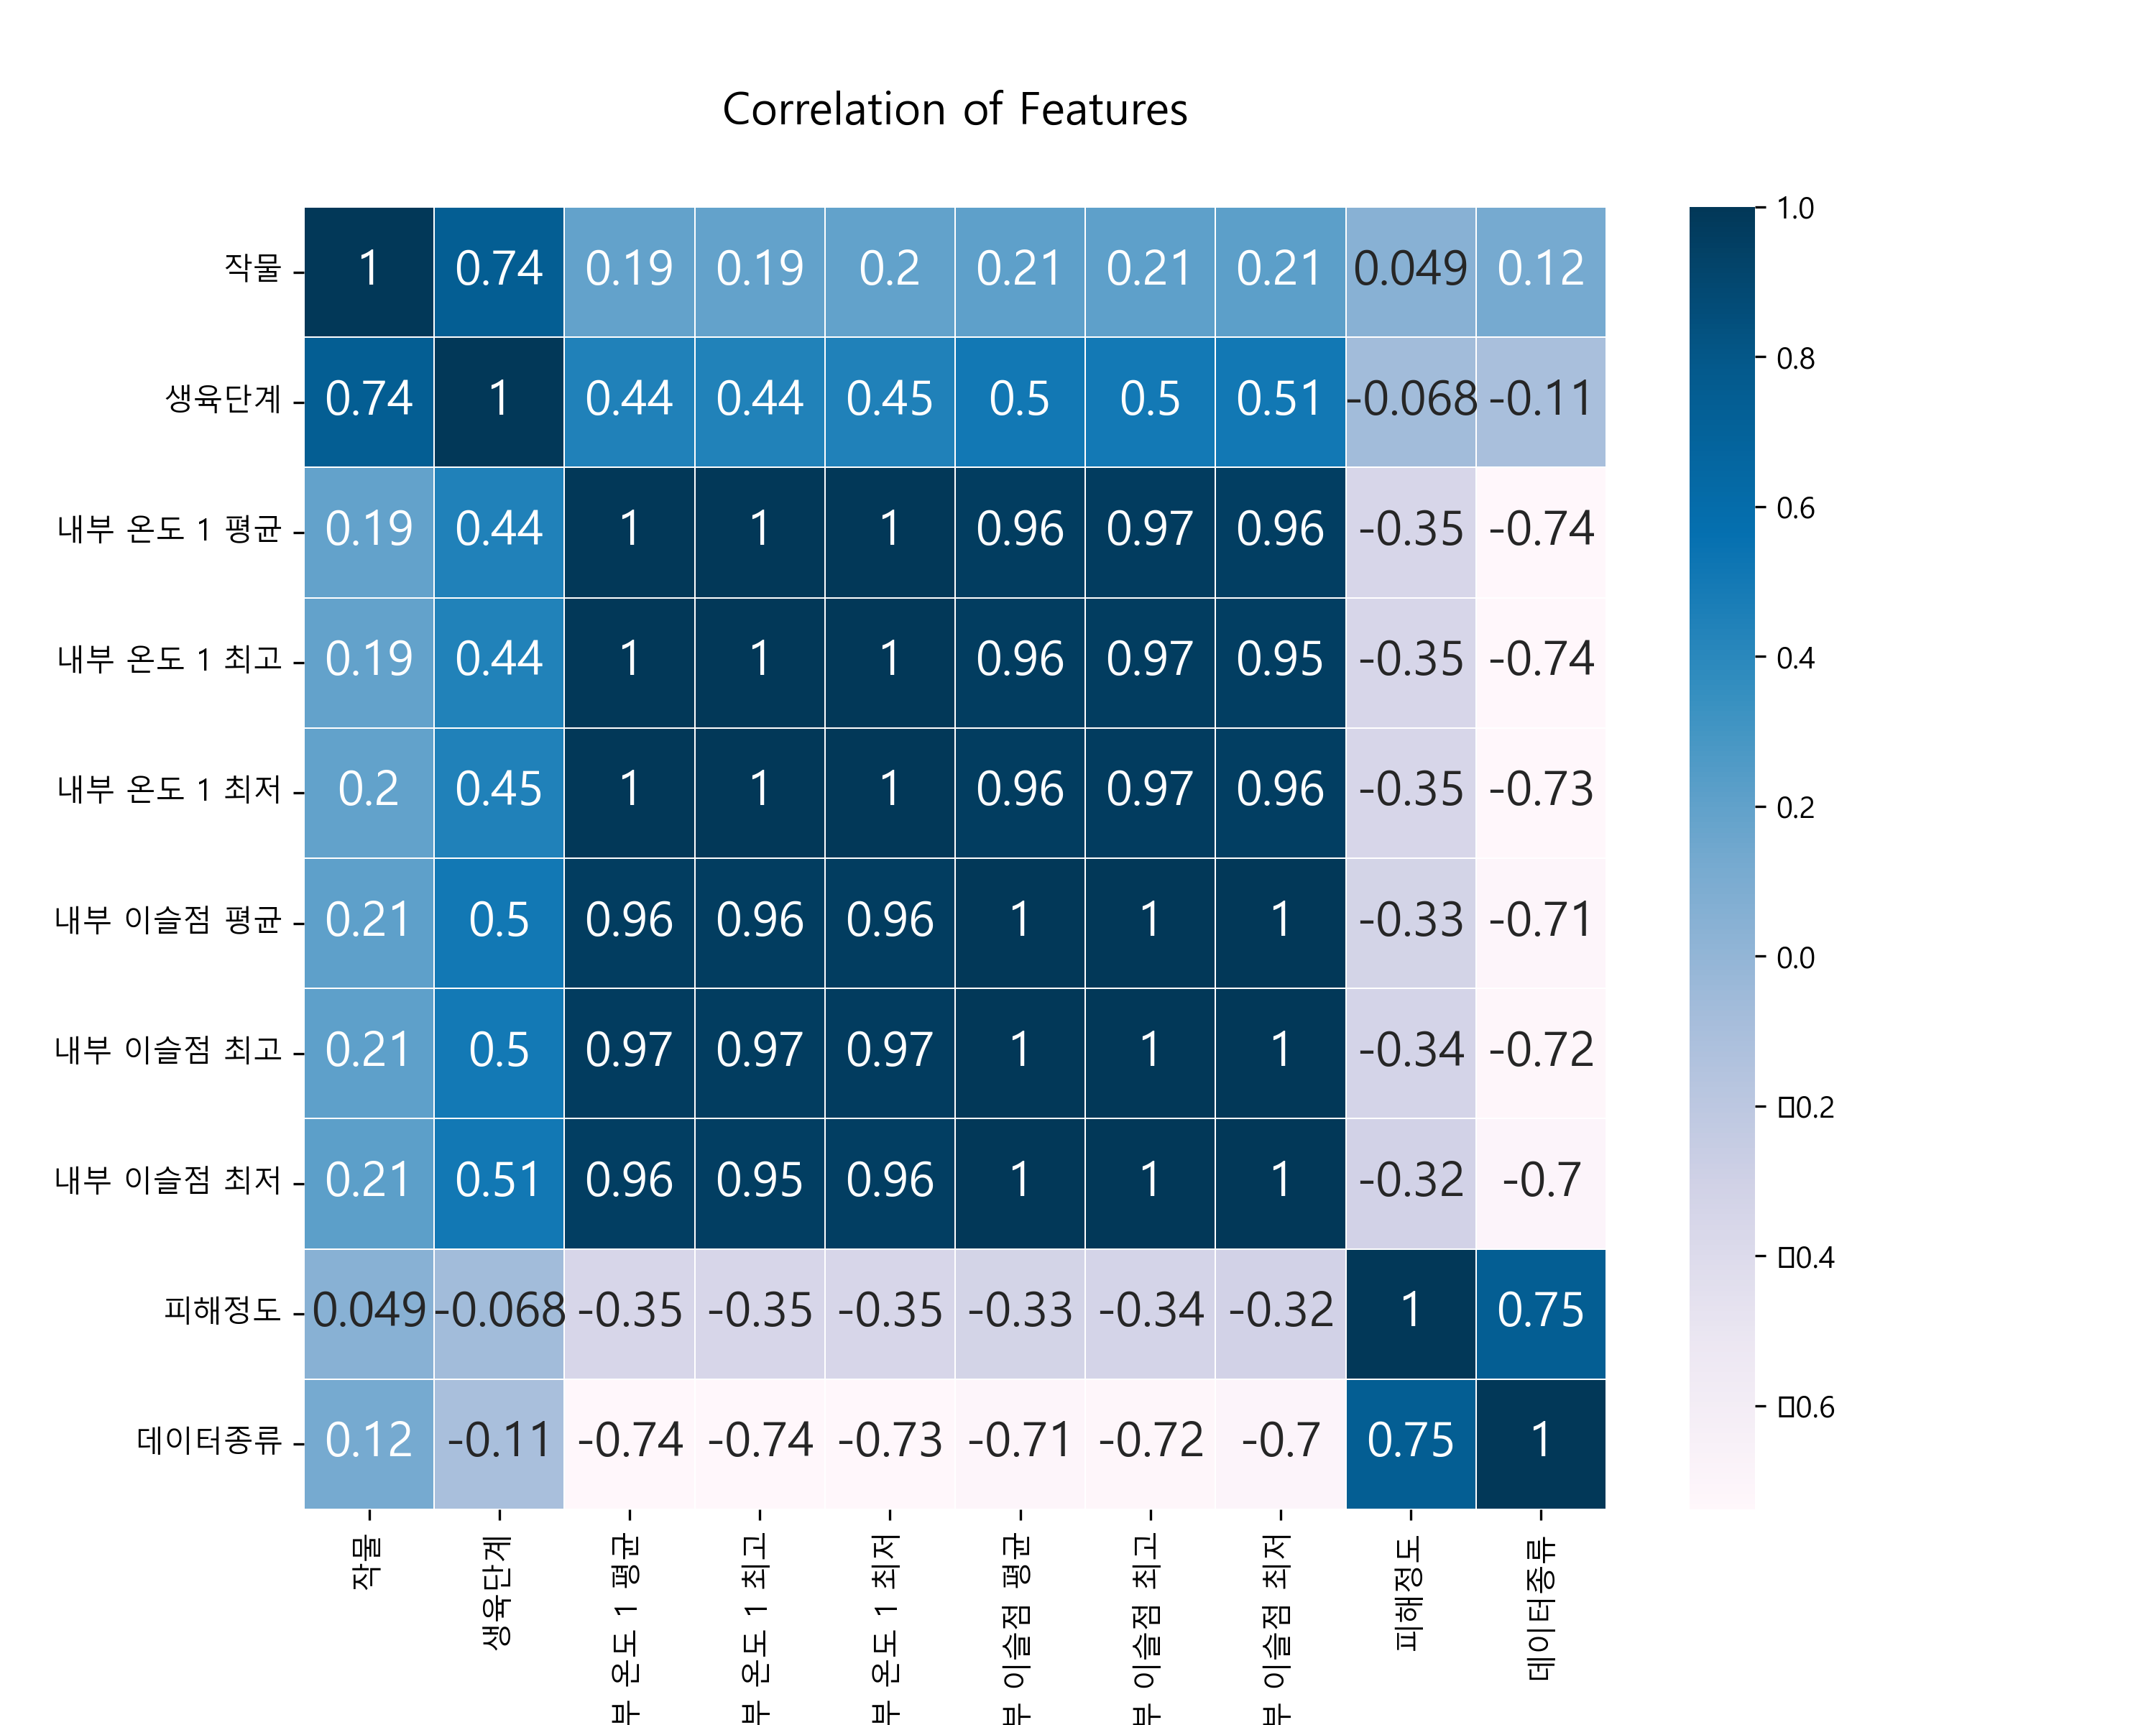 Correlation of Features
작물 1 0.74 0.19 0.19 0.2 0.21 0.21 0.21 0.049 0.12
생육단계 0.74 1 0.44 0.44 0.45 0.5 0.5 0.51 -0.068 -0.11
내부 온도 1 평균 0.19 0.44 1 1 1 0.96 0.97 0.96 -0.35 -0.74
내부 온도 1 최고 0.19 0.44 1 1 1 0.96 0.97 0.95 -0.35 -0.74
내부 온도 1 최저 0.2 0.45 1 1 1 0.96 0.97 0.96 -0.35 -0.73
내부 이슬점 평균 0.21 0.5 0.96 0.96 0.96 1 1 1 -0.33 -0.71
내부 이슬점 최고 0.21 0.5 0.97 0.97 0.97 1 1 1 -0.34 -0.72
내부 이슬점 최저 0.21 0.51 0.96 0.95 0.96 1 1 1 -0.32 -0.7
피해정도 0.049 -0.068 -0.35 -0.35 -0.35 -0.33 -0.34 -0.32 1 0.75
데이터종류 0.12 -0.11 -0.74 -0.74 -0.73 -0.71 -0.72 -0.7 0.75 1
작물
생육단계
부 온도 1 평균
부 온도 1 최고
부 온도 1 최저
부 이슬점 평균
부 이슬점 최고
부 이슬점 최저
피해정도
데이터종류
1.0
0.8
0.6
0.4
0.2
0.0
▯0.2
▯0.4
▯0.6